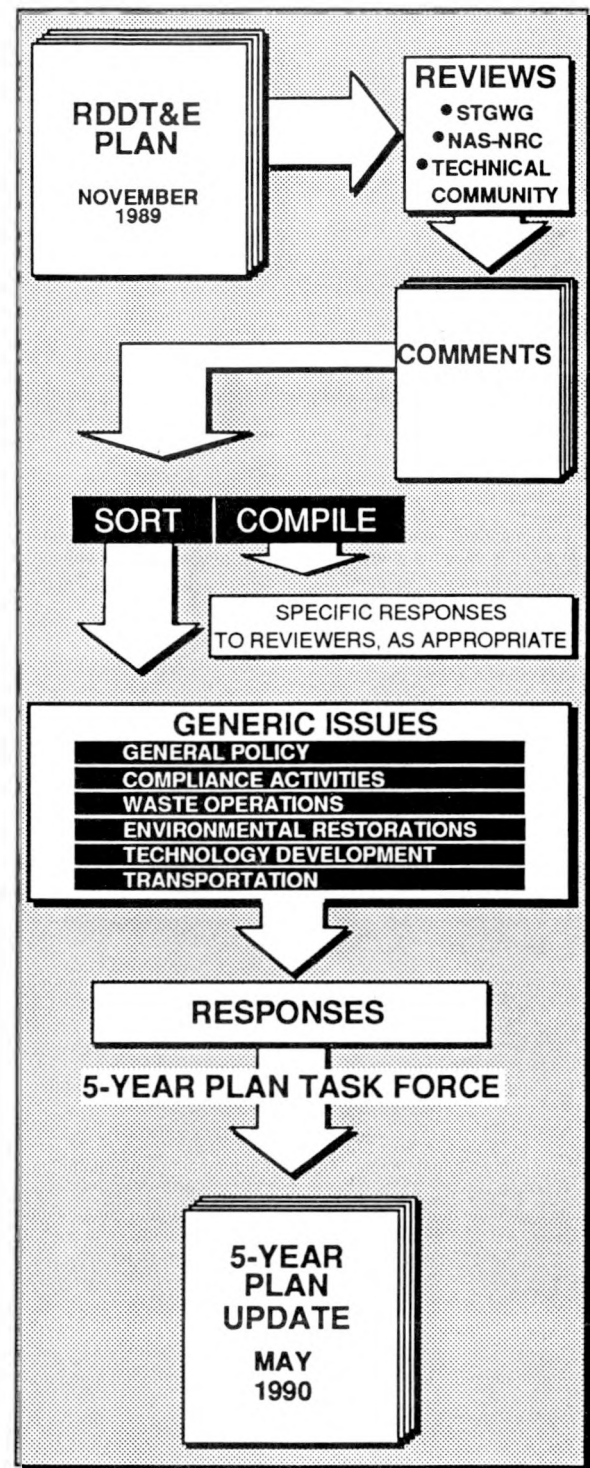 RDDT&E
PLAN
NOVEMBER
1989
REVIEWS
● STGWG
● NAS-NRC
● TECHNICAL
COMMUNITY
COMMENTS
SORT COMPILE
SPECIFIC RESPONSES
TO REVIEWERS, AS APPROPRIATE
GENERIC ISSUES
GENERAL POLICY
COMPLIANCE ACTIVITIES
WASTE OPERATIONS
ENVIRONMENTAL RESTORATIONS
TECHNOLOGY DEVELOPMENT
TRANSPORTATION
RESPONSES
5-YEAR PLAN TASK FORCE
5-YEAR
PLAN
UPDATE
MAY
1990